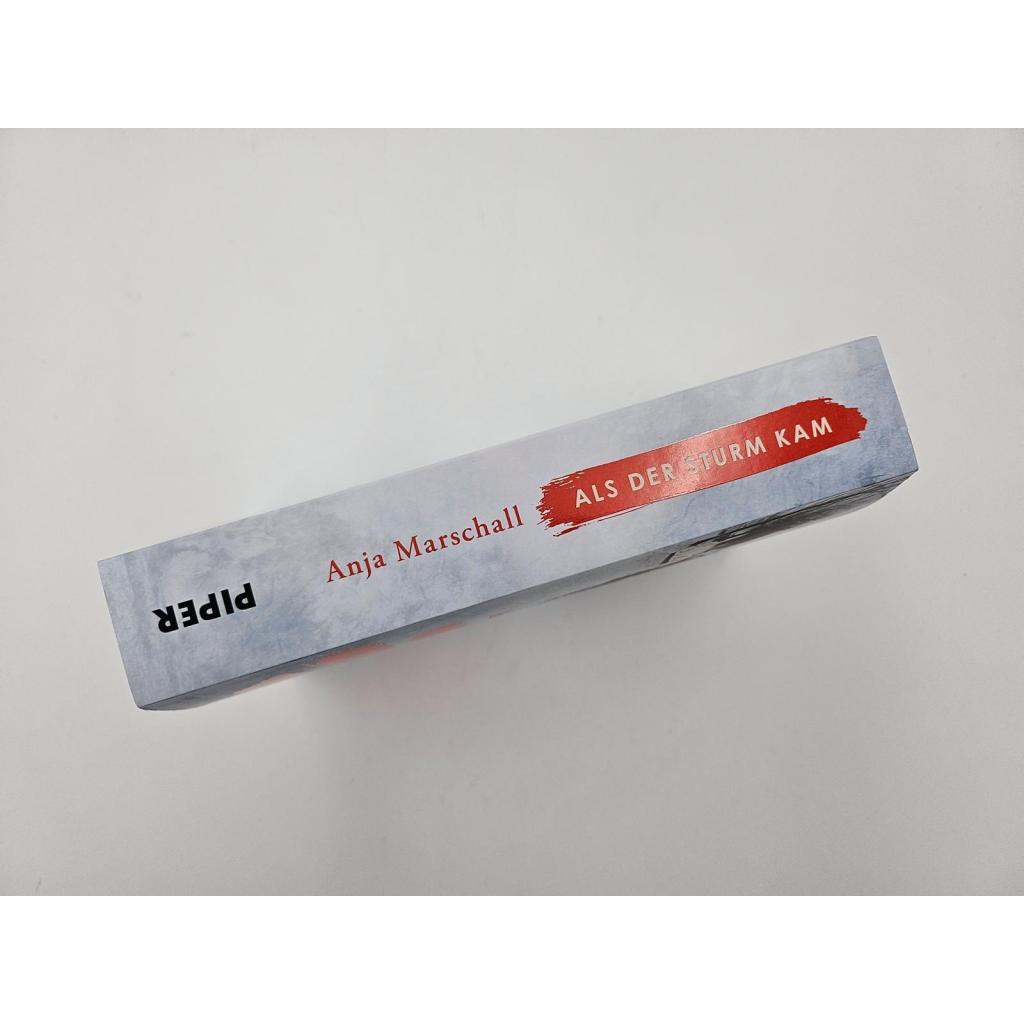 Anja Marschall
ALS DER STURM KAM
PIPER